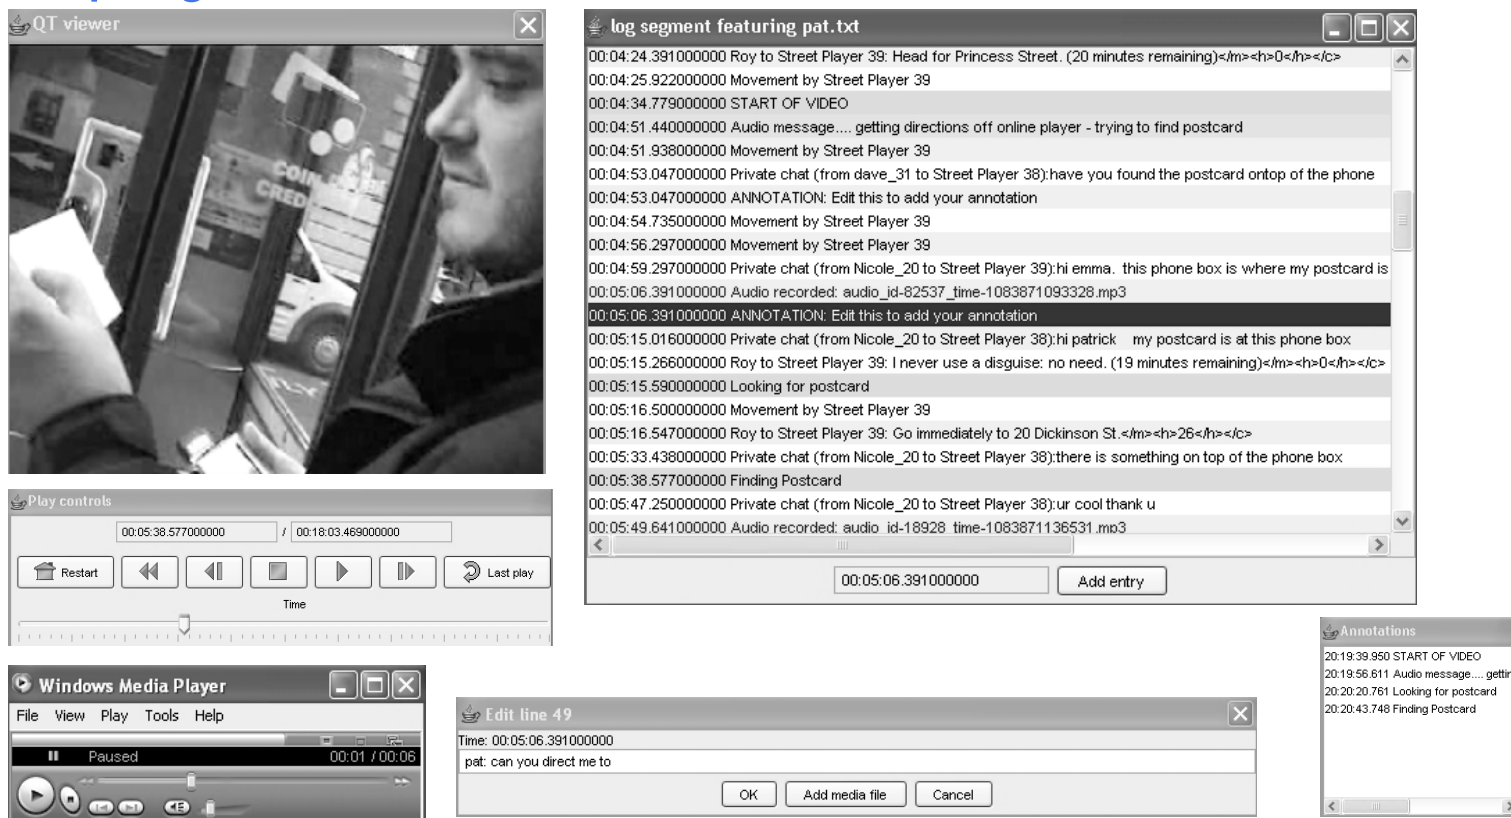 QT viewer
COIN
CRED
log segment featuring pat.txt
00:04:24.391000000 Roy to Street Player 39: Head for Princess Street. (20 minutes remaining)</m><h>0</h></c>
00:04:25.922000000 Movement by Street Player 39
00:04:34.779000000 START OF VIDEO
00:04:51.440000000 Audio message.... getting directions off online player - trying to find postcard
00:04:51.938000000 Movement by Street Player 39
00:04:53.047000000 Private chat (from dave_31 to Street Player 38):have you found the postcard ontop of the phone
00:04:53.047000000 ANNOTATION: Edit this to add your annotation
00:04:54.735000000 Movement by Street Player 39
00:04:56.297000000 Movement by Street Player 39
00:04:59.297000000 Private chat (from Nicole_20 to Street Player 39):hi emma. this phone box is where my postcard is
00:05:06.391000000 Audio recorded: audio_id-82537_time-1083871093328.mp3
00:05:06.391000000 ANNOTATION: Edit this to add your annotation
00:05:15.016000000 Private chat (from Nicole_20 to Street Player 38):hi patrick my postcard is at this phone box
00:05:15.266000000 Roy to Street Player 39: I never use a disguise: no need. (19 minutes remaining)</m><h>0</h></c>
00:05:15.590000000 Looking for postcard
00:05:16.500000000 Movement by Street Player 39
00:05:16.547000000 Roy to Street Player 39: Go immediately to 20 Dickinson St.</m><h>26</h></c>
00:05:33.438000000 Private chat (from Nicole_20 to Street Player 38):there is something on top of the phone box
00:05:38.577000000 Finding Postcard
00:05:47.250000000 Private chat (from Nicole_20 to Street Player 38):ur cool thank u
00:05:49.641000000 Audio recorded: audio_id-18928_time-1083871136531.mp3
00:05:06.391000000 Add entry
Play controls
00:05:38.577000000 / 00:18:03.469000000
Restart Last play
Time
Windows Media Player
File View Play Tools Help
Paused 00:01 / 00:06
Edit line 49
Time: 00:05:06.391000000
pat: can you direct me to
OK Add media file Cancel
Annotations
20:19:39.950 START OF VIDEO
20:19:56.611 Audio message.... gettin
20:20:20.761 Looking for postcard
20:20:43.748 Finding Postcard